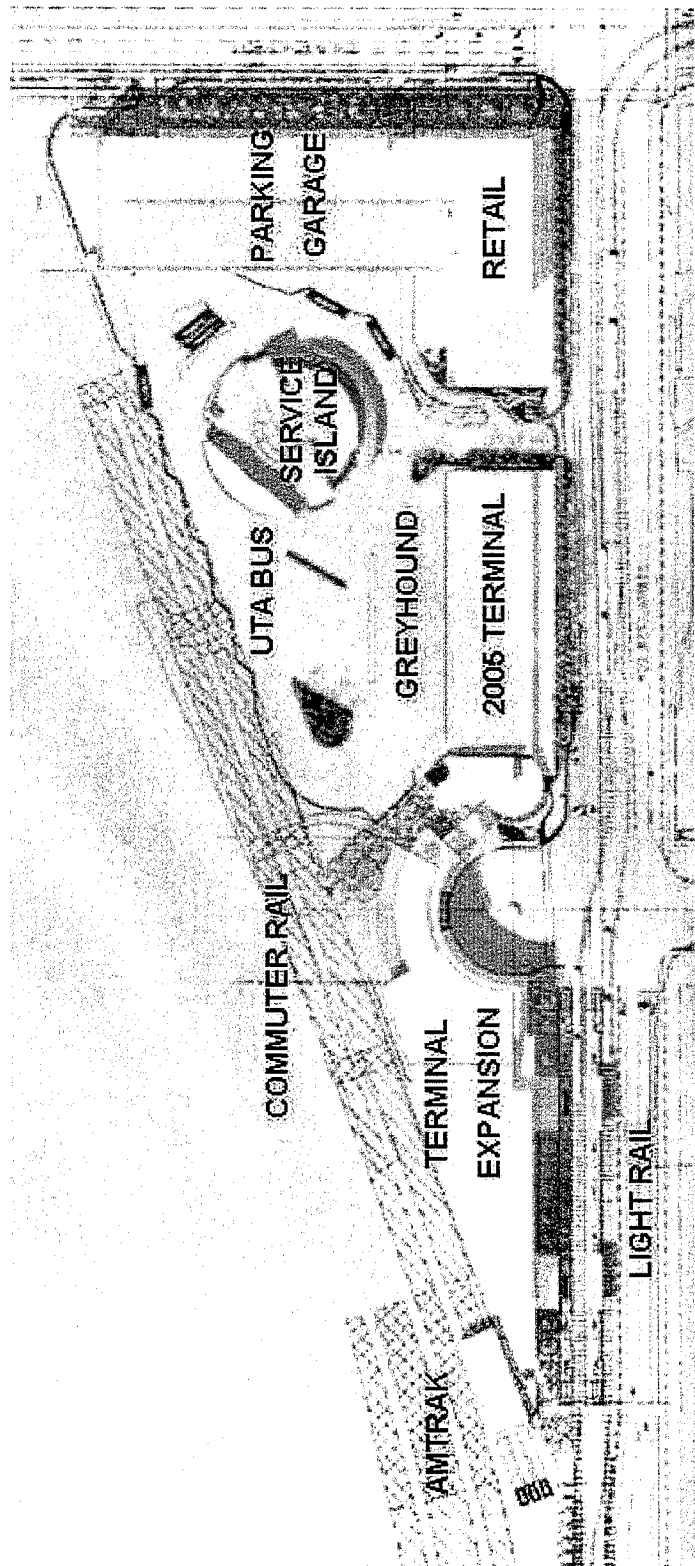 PARKING
GARAGE
RETAIL
SERVICE
ISLAND
UTA BUS
GREYHOUND
2005 TERMINAL
COMMUTER RAIL
TERMINAL
EXPANSION
LIGHT RAIL
AMTRAK